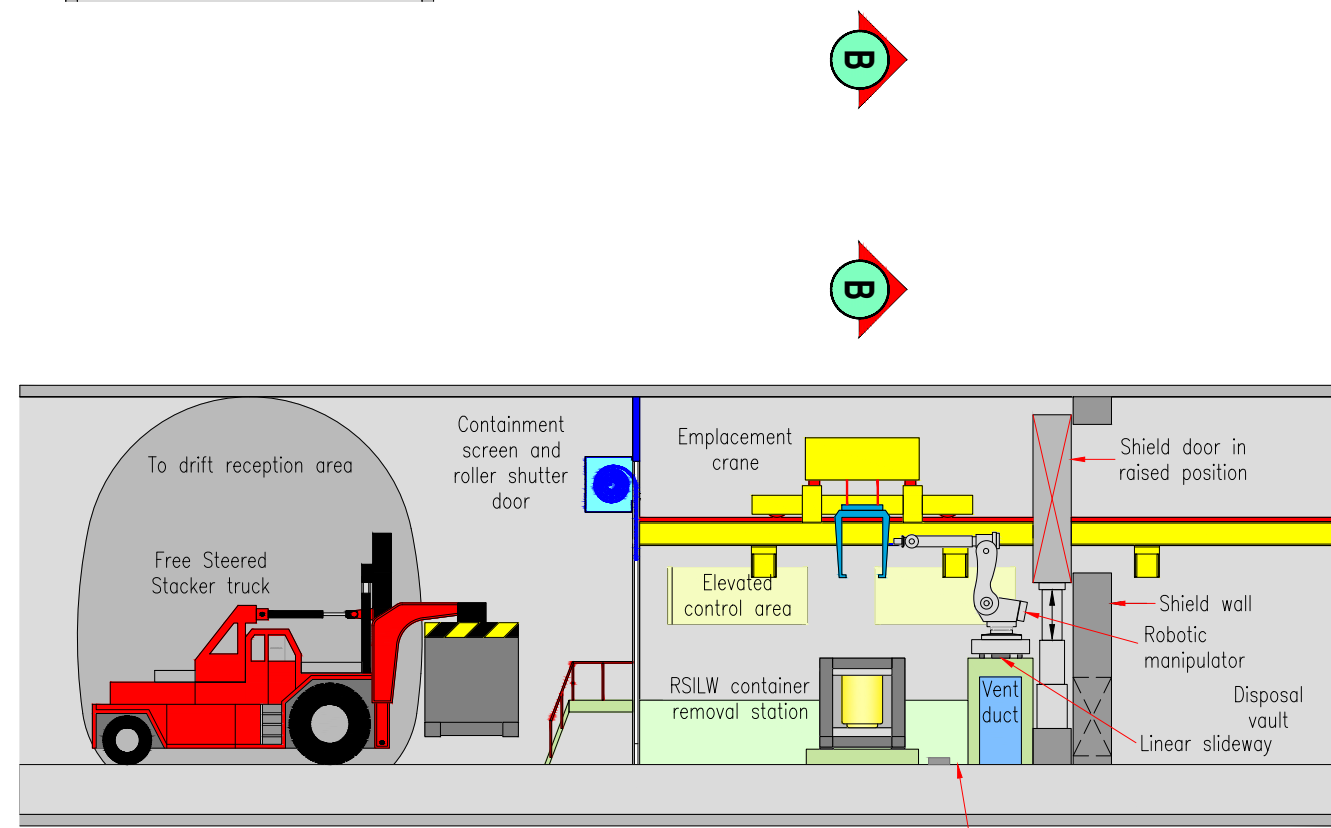 B
B
Containment
screen and
roller shutter
door
Emplacement
crane
Shield door in
raised position
To drift reception area
Free Steered
Stacker truck
Elevated
control area
Shield wall
Robotic
manipulator
RSILW container
removal station
Vent
duct
Disposal
vault
Linear slideway